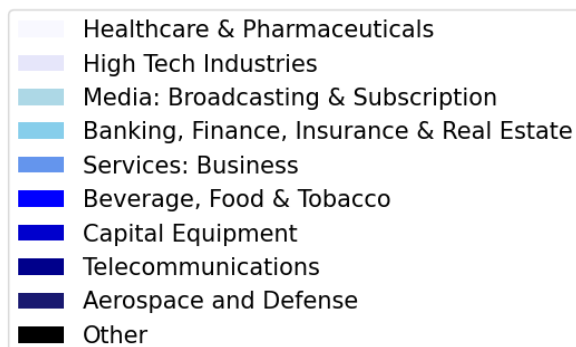 Healthcare & Pharmaceuticals
High Tech Industries
Media: Broadcasting & Subscription
Banking, Finance, Insurance & Real Estate
Services: Business
Beverage, Food & Tobacco
Capital Equipment
Telecommunications
Aerospace and Defense
Other